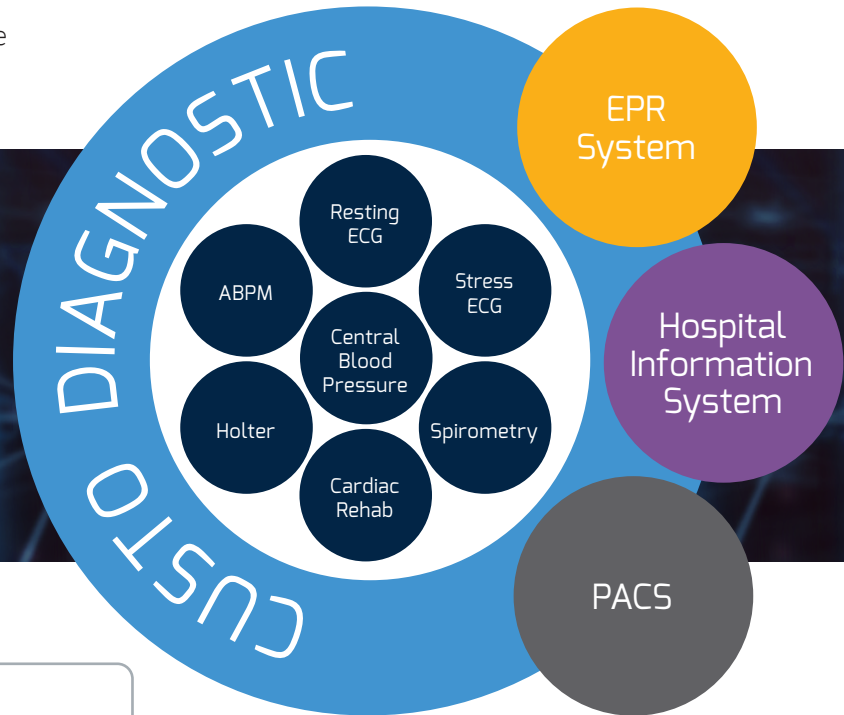 e
CUSTO DIAGNOSTIC
EPR
System
Resting
ECG
ABPM
Stress
ECG
Central
Blood
Pressure
Hospital
Information
System
Holter
Spirometry
Cardiac
Rehab
PACS